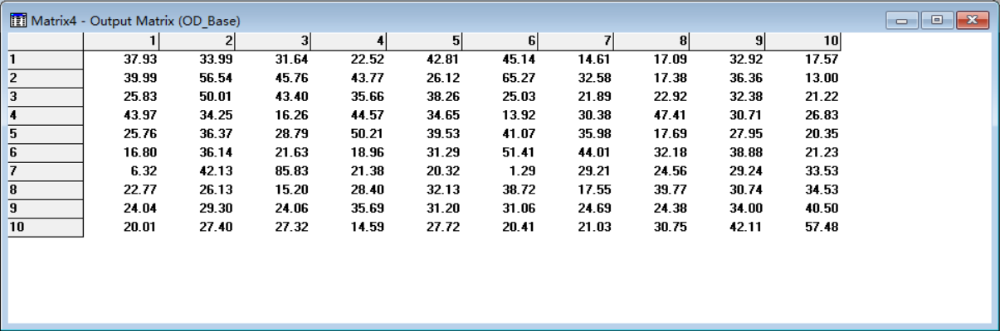 Matrix4 - Output Matrix (OD_Base)
1 2 3 4 5 6 7 8 9 10
1 37.93 33.99 31.64 22.52 42.81 45.14 14.61 17.09 32.92 17.57
2 39.99 56.54 45.76 43.77 26.12 65.27 32.58 17.38 36.36 13.00
3 25.83 50.01 43.40 35.66 38.26 25.03 21.89 22.92 32.38 21.22
4 43.97 34.25 16.26 44.57 34.65 13.92 30.38 47.41 30.71 26.83
5 25.76 36.37 28.79 50.21 39.53 41.07 35.98 17.69 27.95 20.35
6 16.80 36.14 21.63 18.96 31.29 51.41 44.01 32.18 38.88 21.23
7 6.32 42.13 85.83 21.38 20.32 1.29 29.21 24.56 29.24 33.53
8 22.77 26.13 15.20 28.40 32.13 38.72 17.55 39.77 30.74 34.53
9 24.04 29.30 24.06 35.69 31.20 31.06 24.69 24.38 34.00 40.50
10 20.01 27.40 27.32 14.59 27.72 20.41 21.03 30.75 42.11 57.48